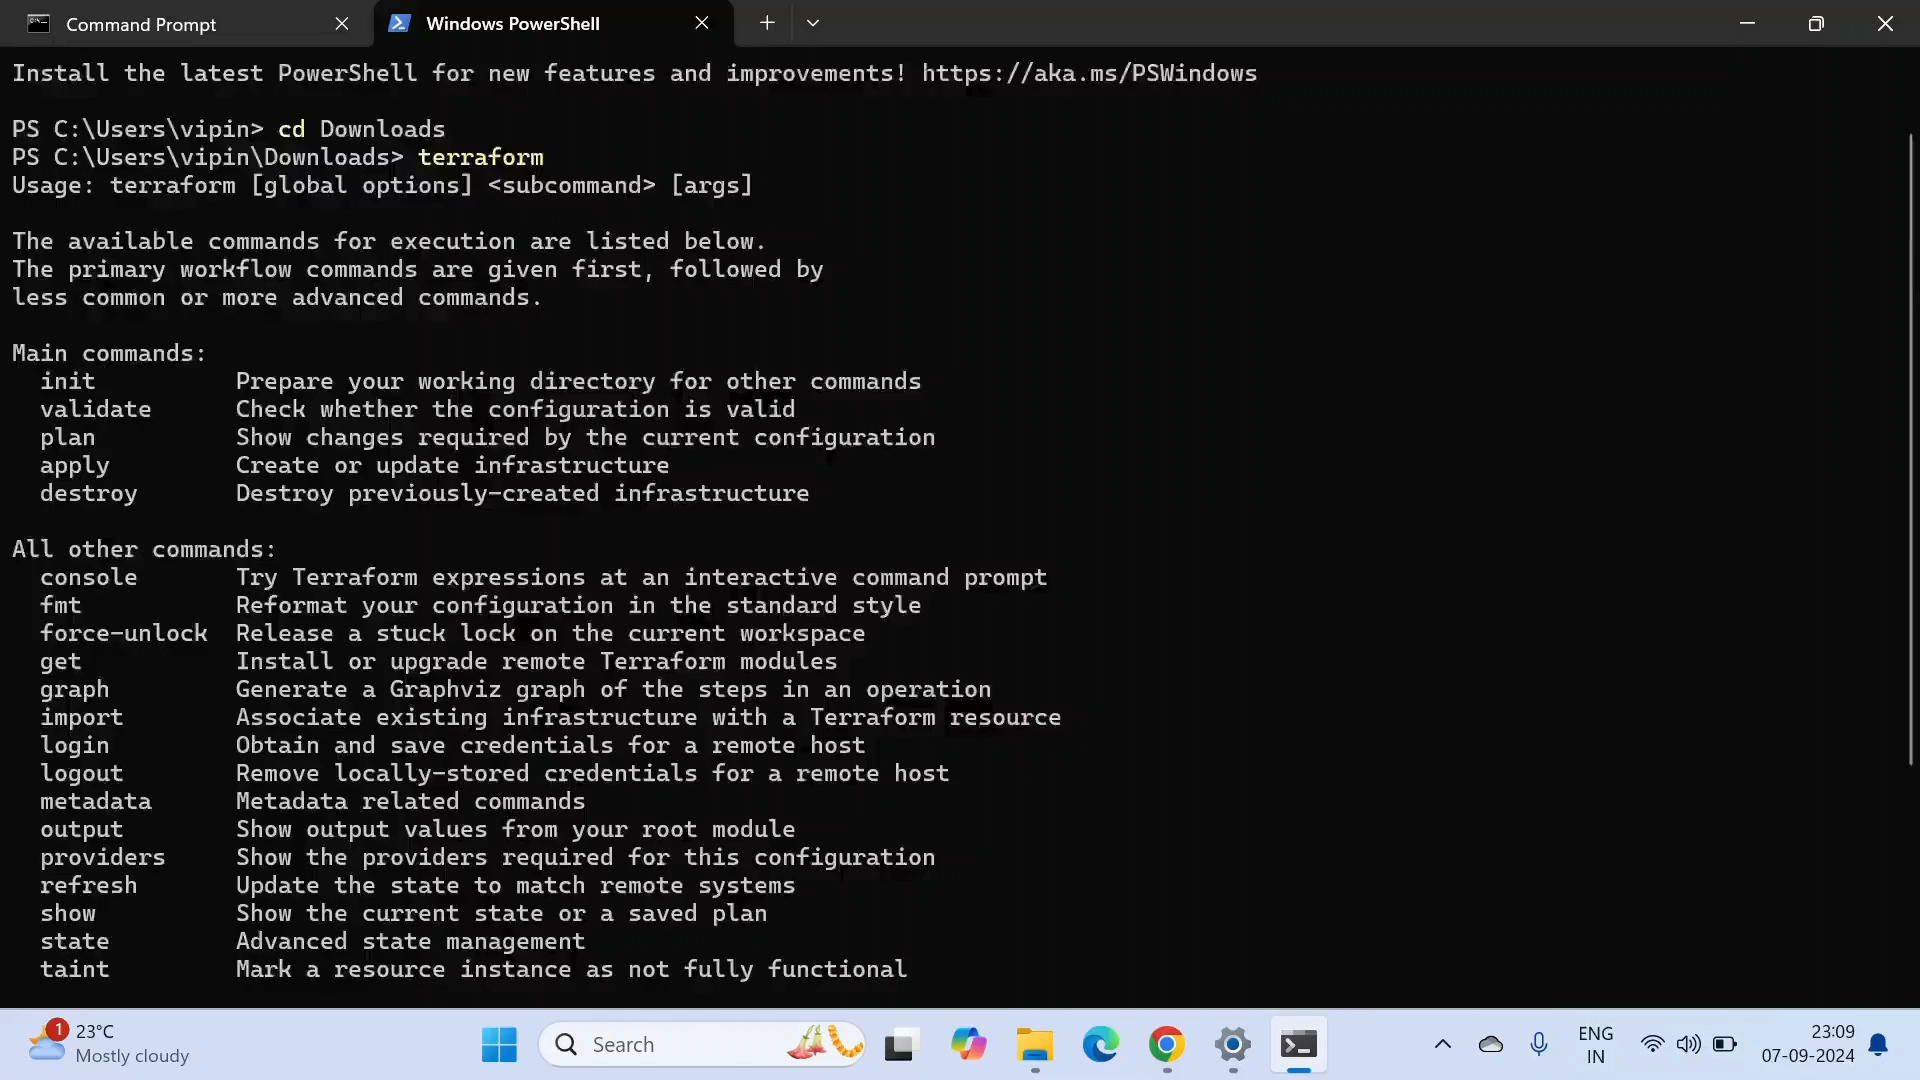 Command Prompt
Windows PowerShell
Install the latest PowerShell for new features and improvements! https://aka.ms/PSWindows
PS C:\Users\vipin> cd Downloads
PS C:\Users\vipin\Downloads> terraform
Usage: terraform [global options] <subcommand> [args]
The available commands for execution are listed below.
The primary workflow commands are given first, followed by
less common or more advanced commands.
Main commands:
init Prepare your working directory for other commands
validate Check whether the configuration is valid
plan Show changes required by the current configuration
apply Create or update infrastructure
destroy Destroy previously-created infrastructure
All other commands:
console Try Terraform expressions at an interactive command prompt
fmt Reformat your configuration in the standard style
force-unlock Release a stuck lock on the current workspace
get Install or upgrade remote Terraform modules
graph Generate a Graphviz graph of the steps in an operation
import Associate existing infrastructure with a Terraform resource
login Obtain and save credentials for a remote host
logout Remove locally-stored credentials for a remote host
metadata Metadata related commands
output Show output values from your root module
providers Show the providers required for this configuration
refresh Update the state to match remote systems
show Show the current state or a saved plan
state Advanced state management
taint Mark a resource instance as not fully functional
1
23°C
Mostly cloudy
Search
ENG
IN
23:09
07-09-2024